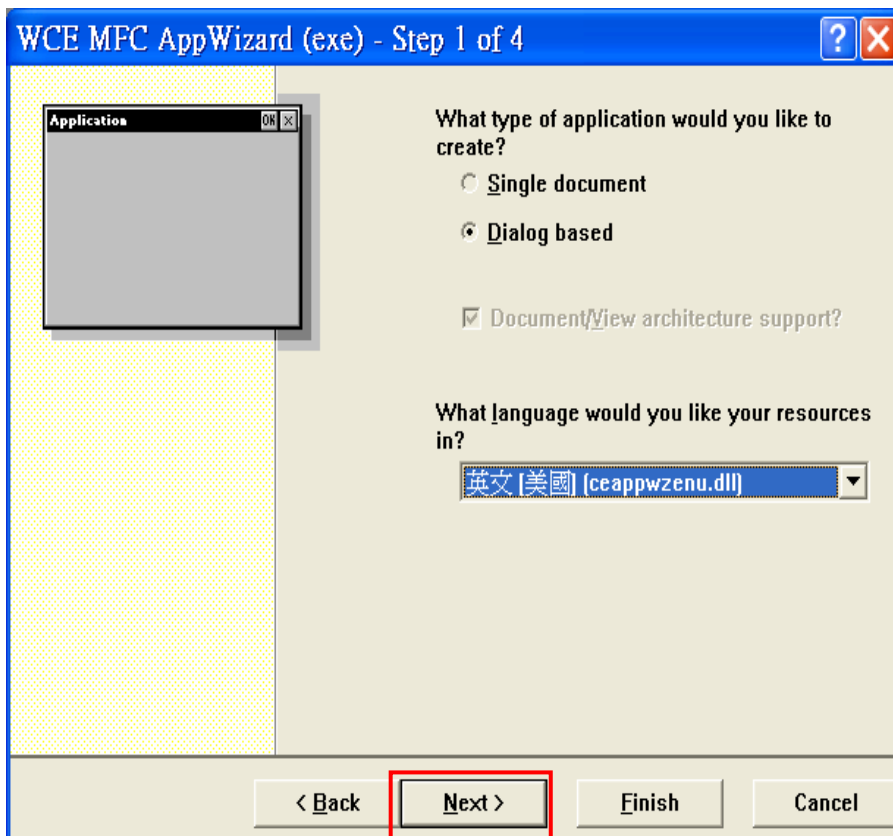 WCE MFC AppWizard (exe) - Step 1 of 4
Application OK
What type of application would you like to
create?
Single document
Dialog based
Document/View architecture support?
What language would you like your resources
in?
英文 [美國] (ceappwzenu.dll)
< Back Next > Finish Cancel